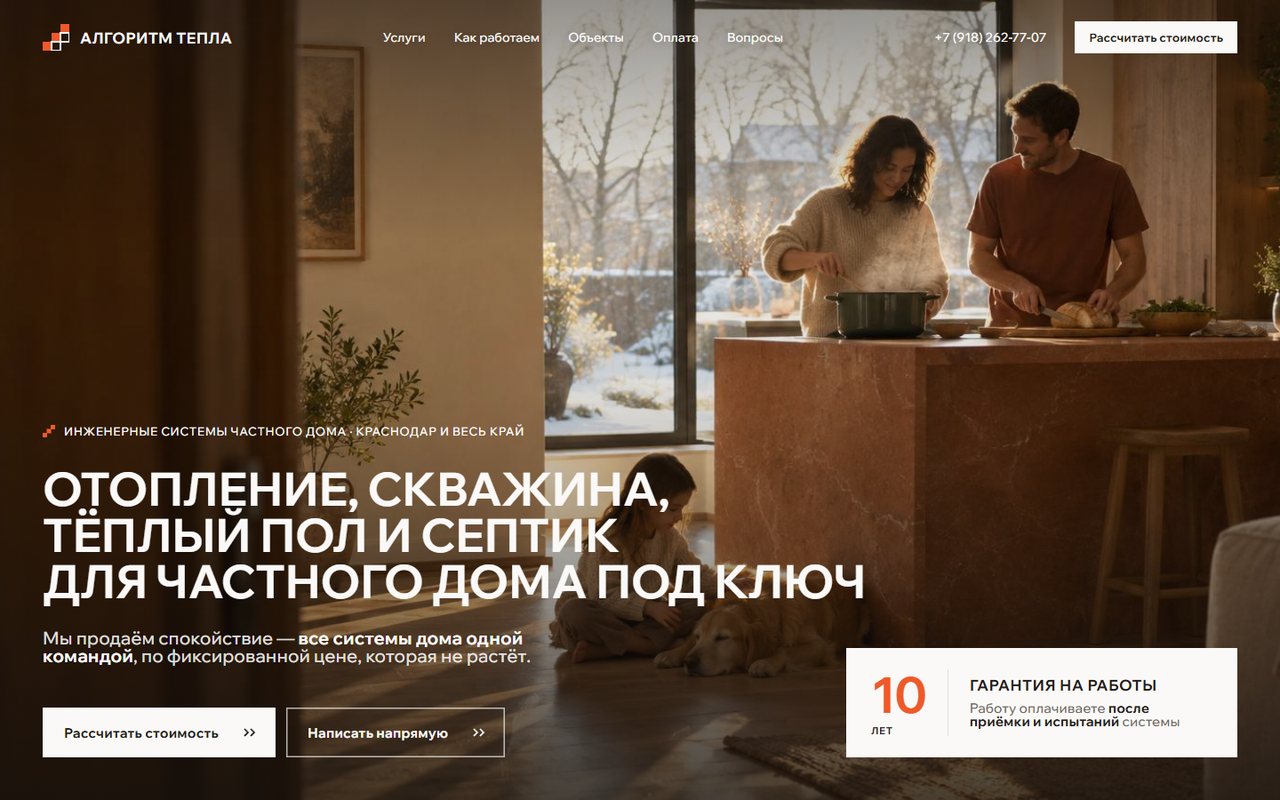 АЛГОРИТМ ТЕПЛА
Услуги
Как работаем
Объекты
Оплата
Вопросы
+7 (918) 262-77-07
Рассчитать стоимость
ИНЖЕНЕРНЫЕ СИСТЕМЫ ЧАСТНОГО ДОМА · КРАСНОДАР И ВЕСЬ КРАЙ
ОТОПЛЕНИЕ, СКВАЖИНА,
ТЁПЛЫЙ ПОЛ И СЕПТИК
ДЛЯ ЧАСТНОГО ДОМА ПОД КЛЮЧ
Мы продаём спокойствие — все системы дома одной
командой, по фиксированной цене, которая не растёт.
Рассчитать стоимость
Написать напрямую
10
ЛЕТ
ГАРАНТИЯ НА РАБОТЫ
Работу оплачиваете после
приёмки и испытаний системы